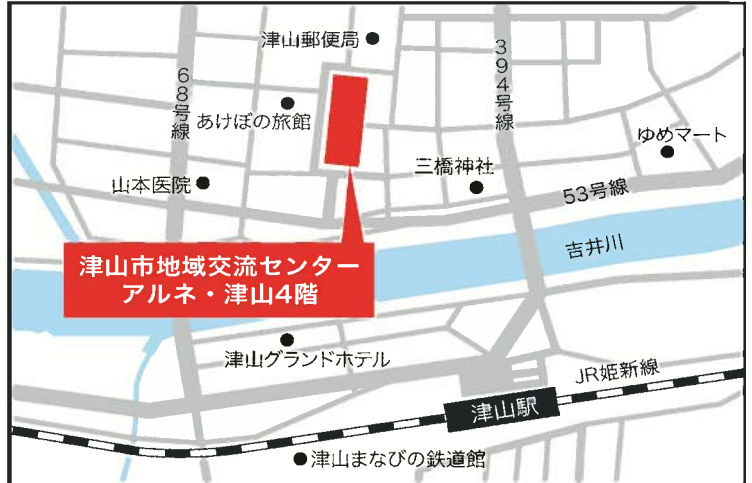 津山郵便局
68号線
394号線
あけぼの旅館
ゆめマート
三橋神社
山本医院
53号線
吉井川
津山市地域交流センター
アルネ・津山4階
津山グランドホテル
JR姫新線
津山駅
津山まなびの鉄道館